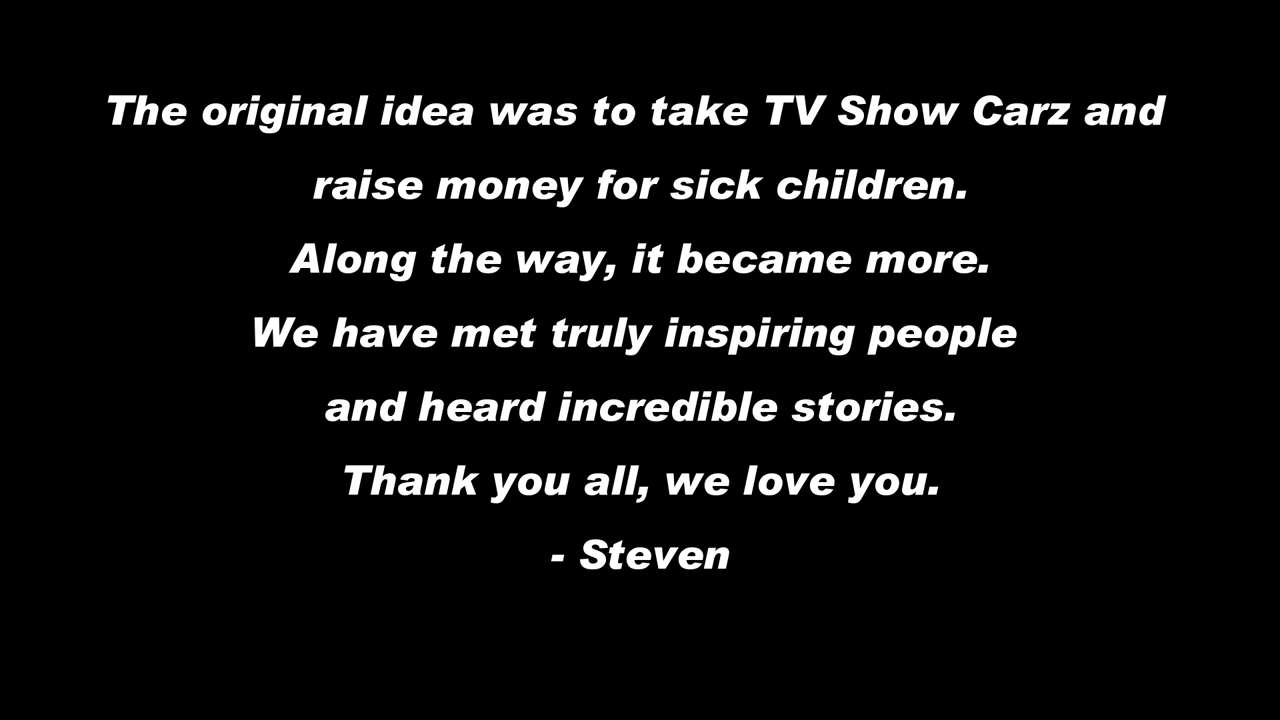 The original idea was to take TV Show Carz and
raise money for sick children.
Along the way, it became more.
We have met truly inspiring people
and heard incredible stories.
Thank you all, we love you.
- Steven